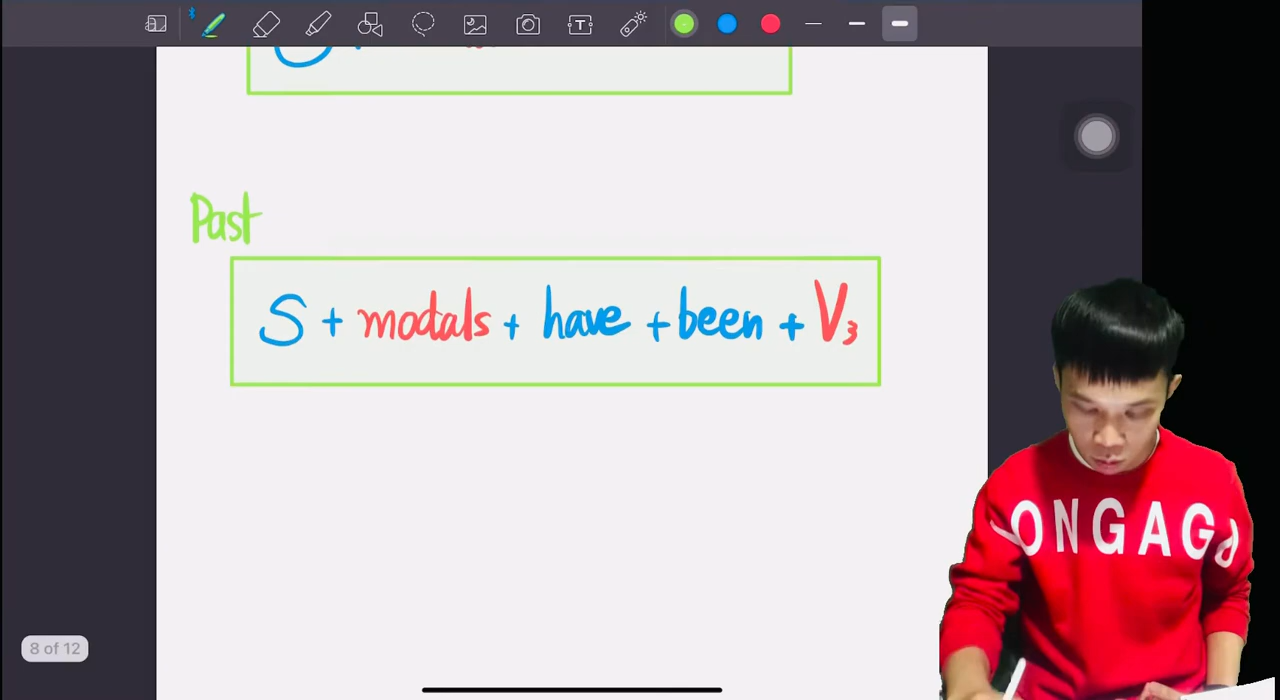 Past
S + modals + have + been + V₃
ONGAG
8 of 12